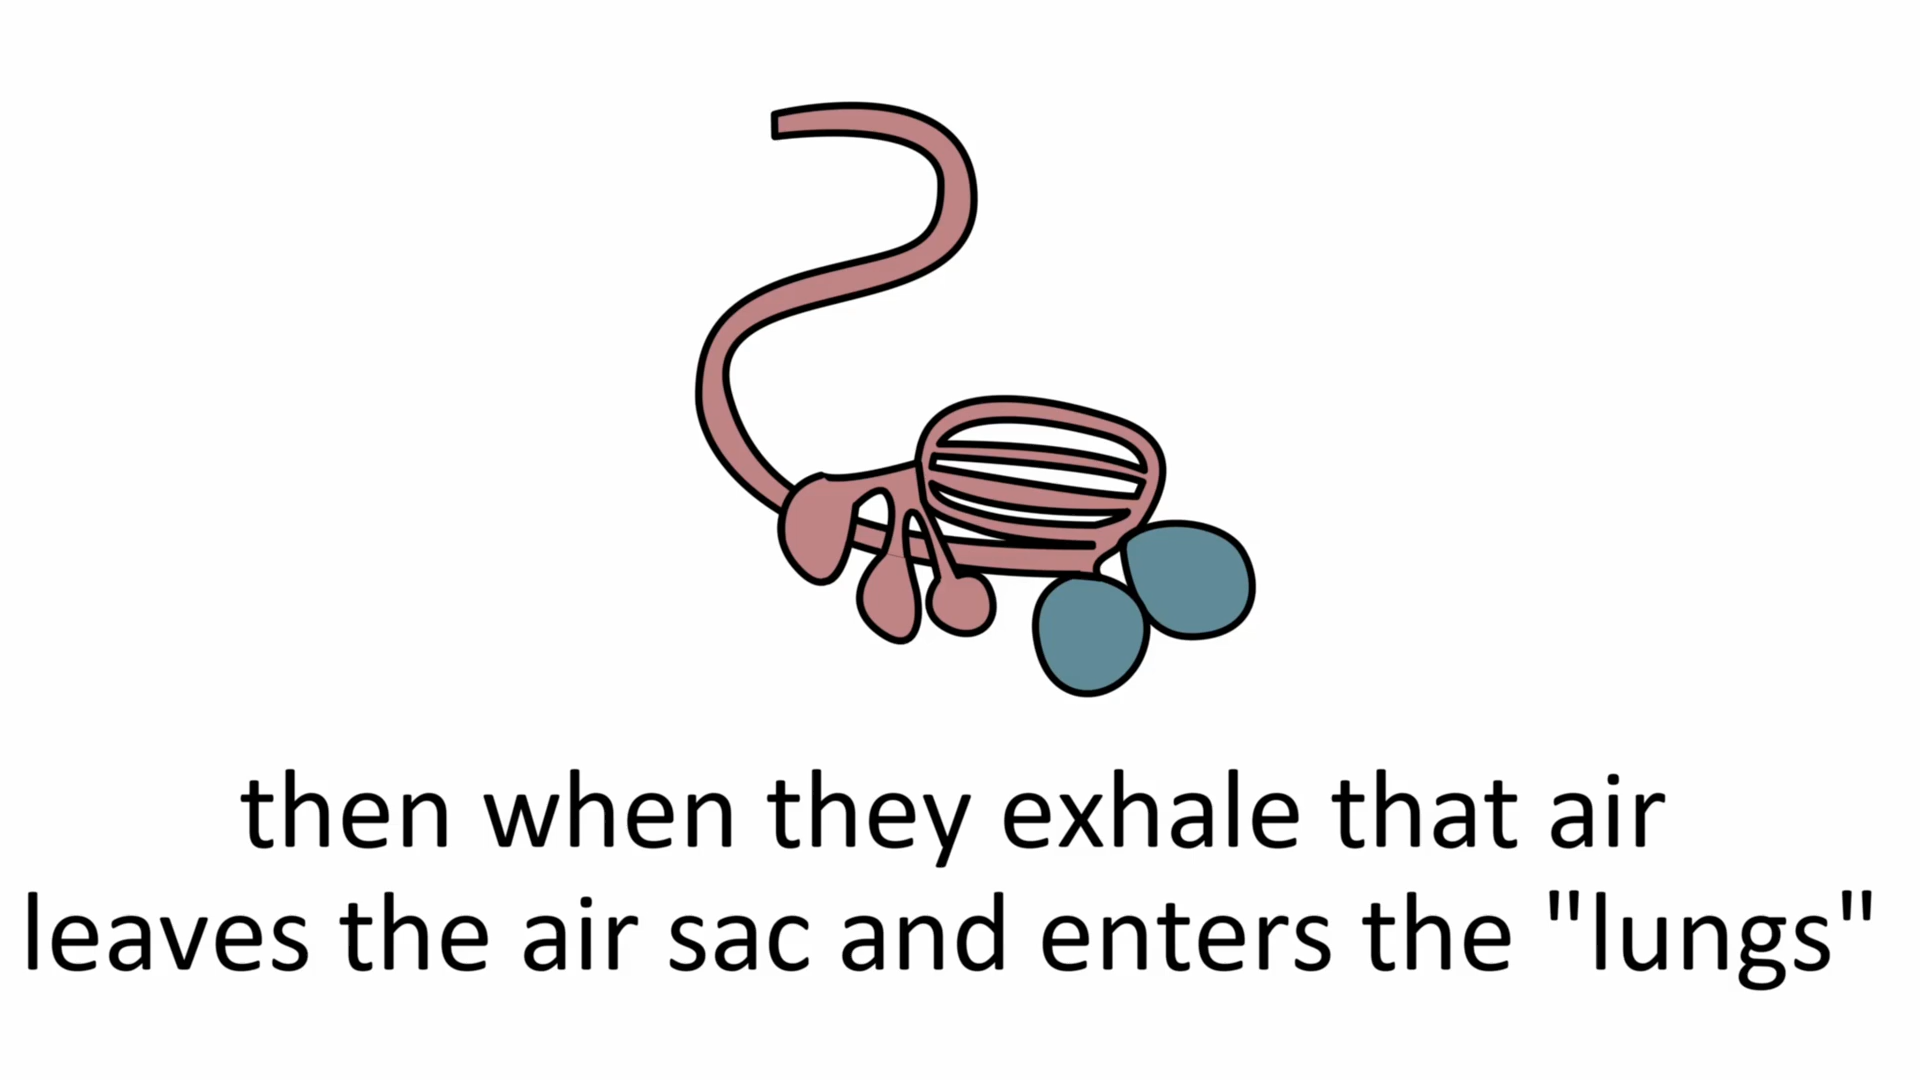 then when they exhale that air
leaves the air sac and enters the "lungs"